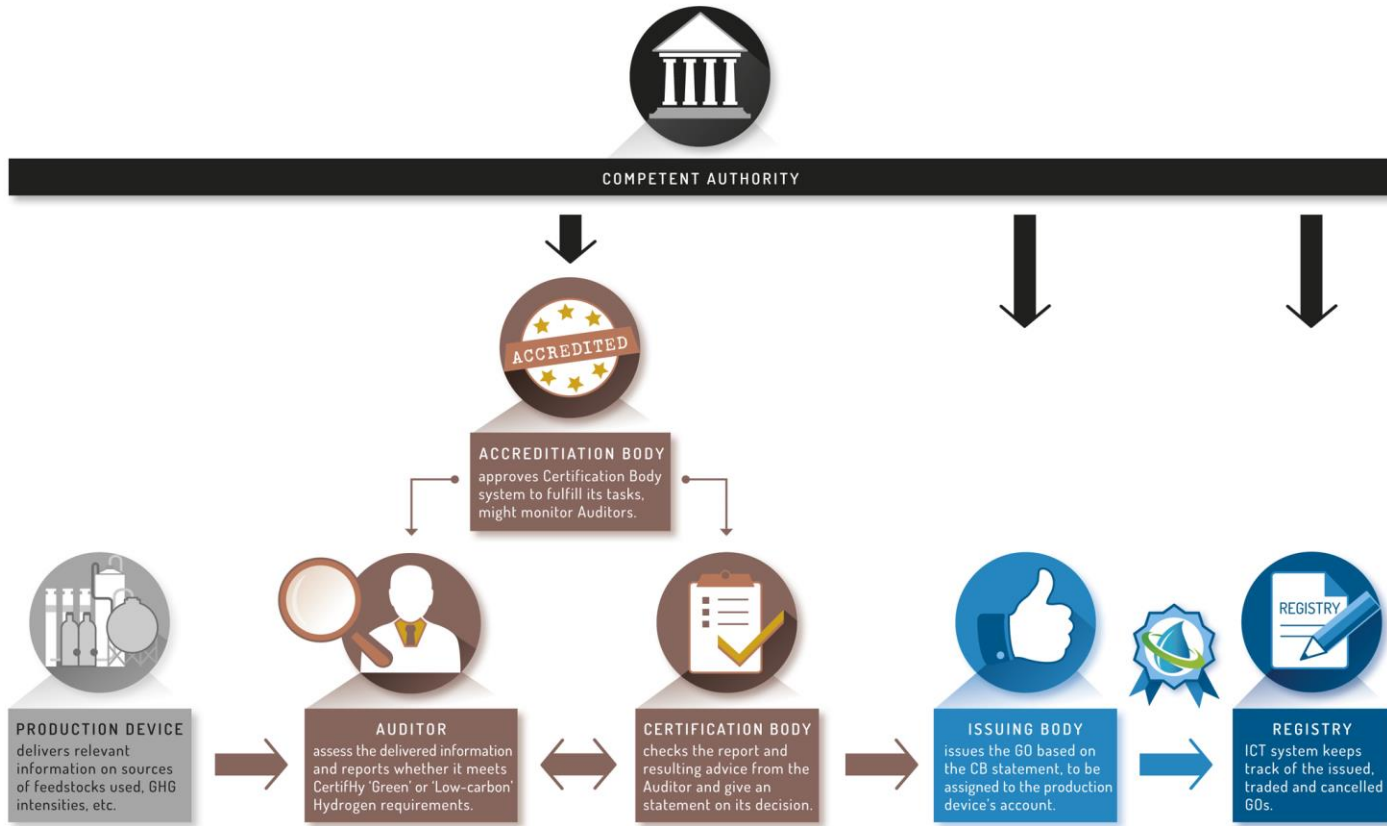 COMPETENT AUTHORITY
ACCREDITED
ACCREDITIATION BODY
approves Certification Body
system to fulfill its tasks,
might monitor Auditors.
PRODUCTION DEVICE
delivers relevant
information on sources
of feedstocks used, GHG
intensities, etc.
AUDITOR
assess the delivered information
and reports whether it meets
CertifHy 'Green' or 'Low-carbon'
Hydrogen requirements.
CERTIFICATION BODY
checks the report and
resulting advice from the
Auditor and give an
statement on its decision.
ISSUING BODY
issues the GO based on
the CB statement, to be
assigned to the production
device's account.
REGISTRY
REGISTRY
ICT system keeps
track of the issued,
traded and cancelled
GOs.